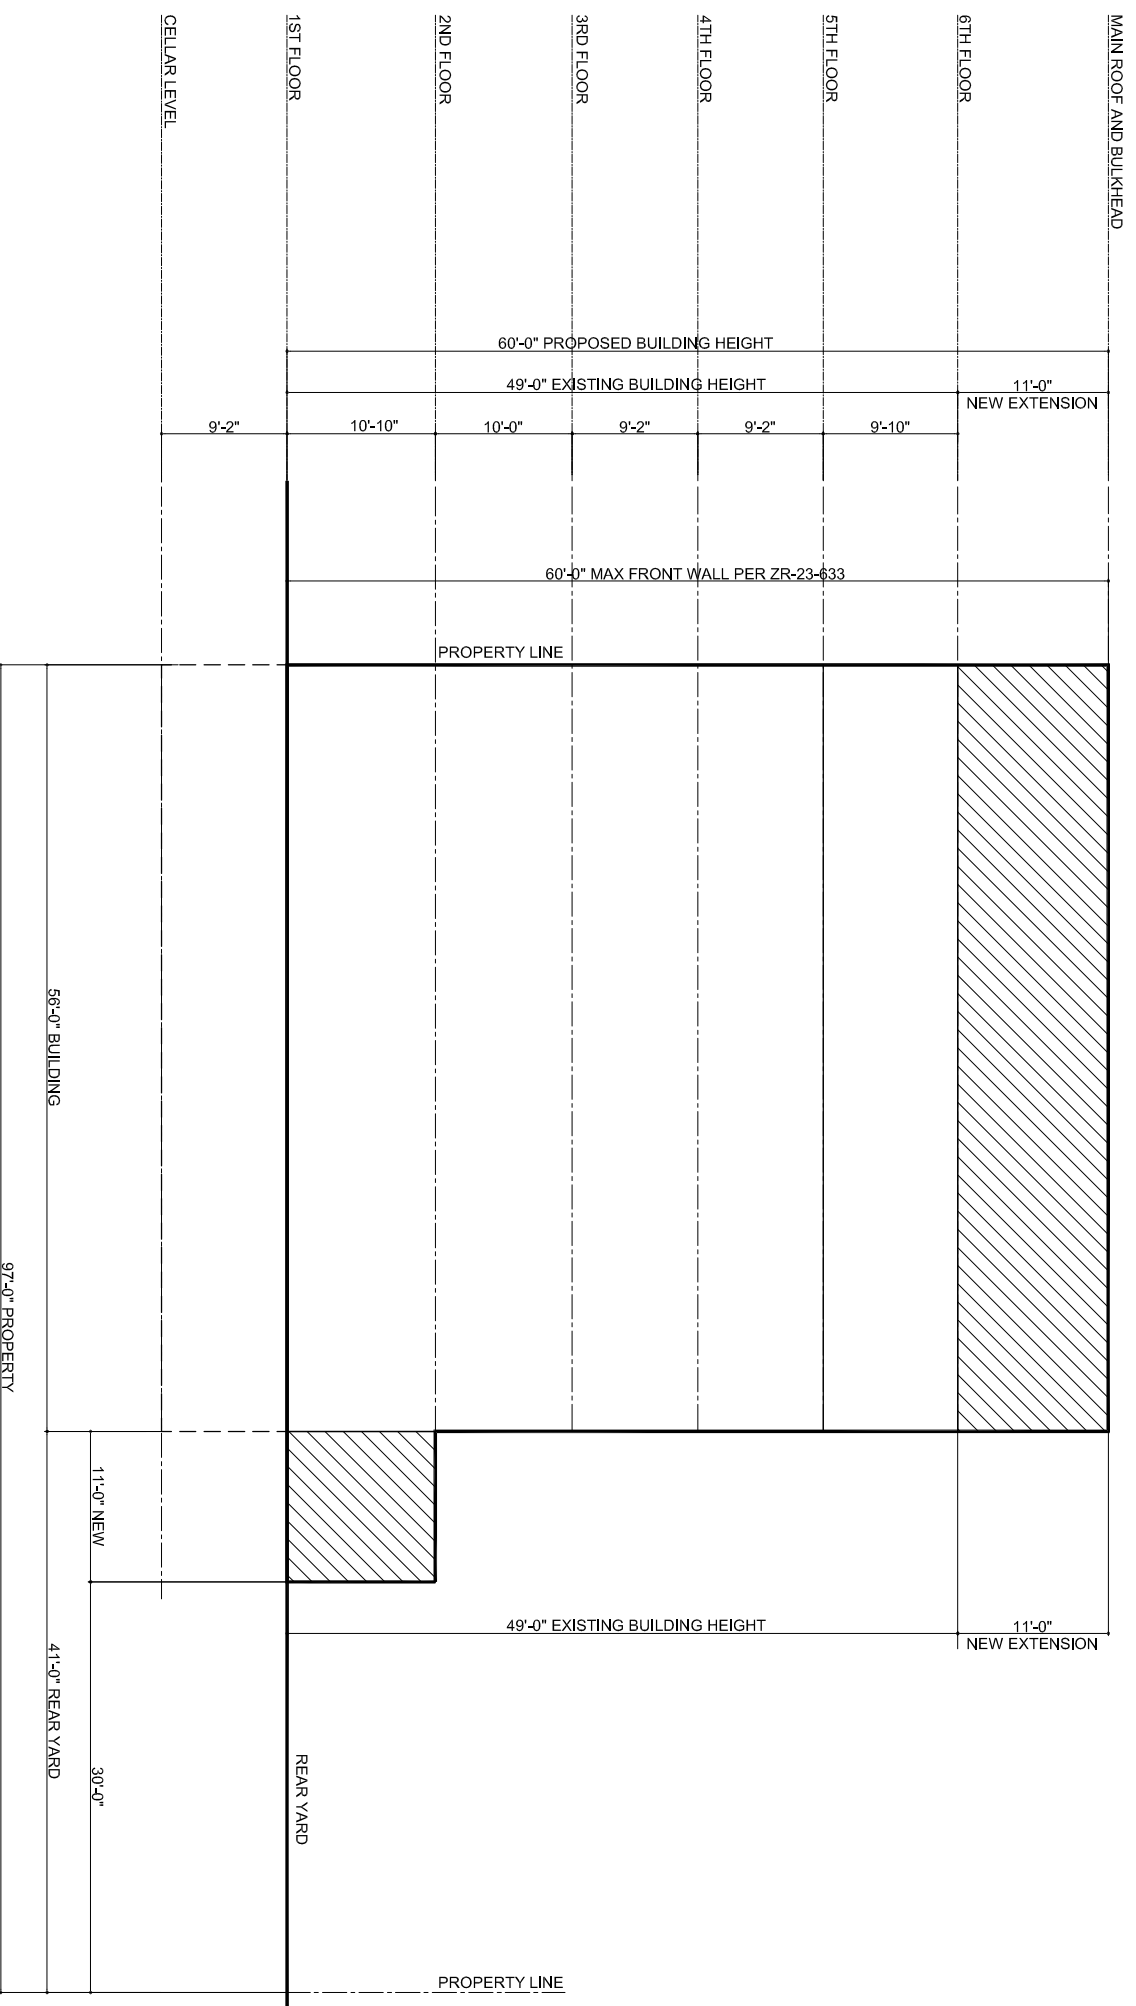 MAIN ROOF AND BULKHEAD
6TH FLOOR
5TH FLOOR
4TH FLOOR
3RD FLOOR
2ND FLOOR
1ST FLOOR
CELLAR LEVEL
60'-0" PROPOSED BUILDING HEIGHT
49'-0" EXISTING BUILDING HEIGHT
11'-0"
NEW EXTENSION
9'-2"
10'-10"
10'-0"
9'-2"
9'-2"
9'-10"
60'-0" MAX FRONT WALL PER ZR-23-633
PROPERTY LINE
49'-0" EXISTING BUILDING HEIGHT
11'-0"
NEW EXTENSION
REAR YARD
PROPERTY LINE
11'-0" NEW
30'-0"
56'-0" BUILDING
41'-0" REAR YARD
97'-0" PROPERTY